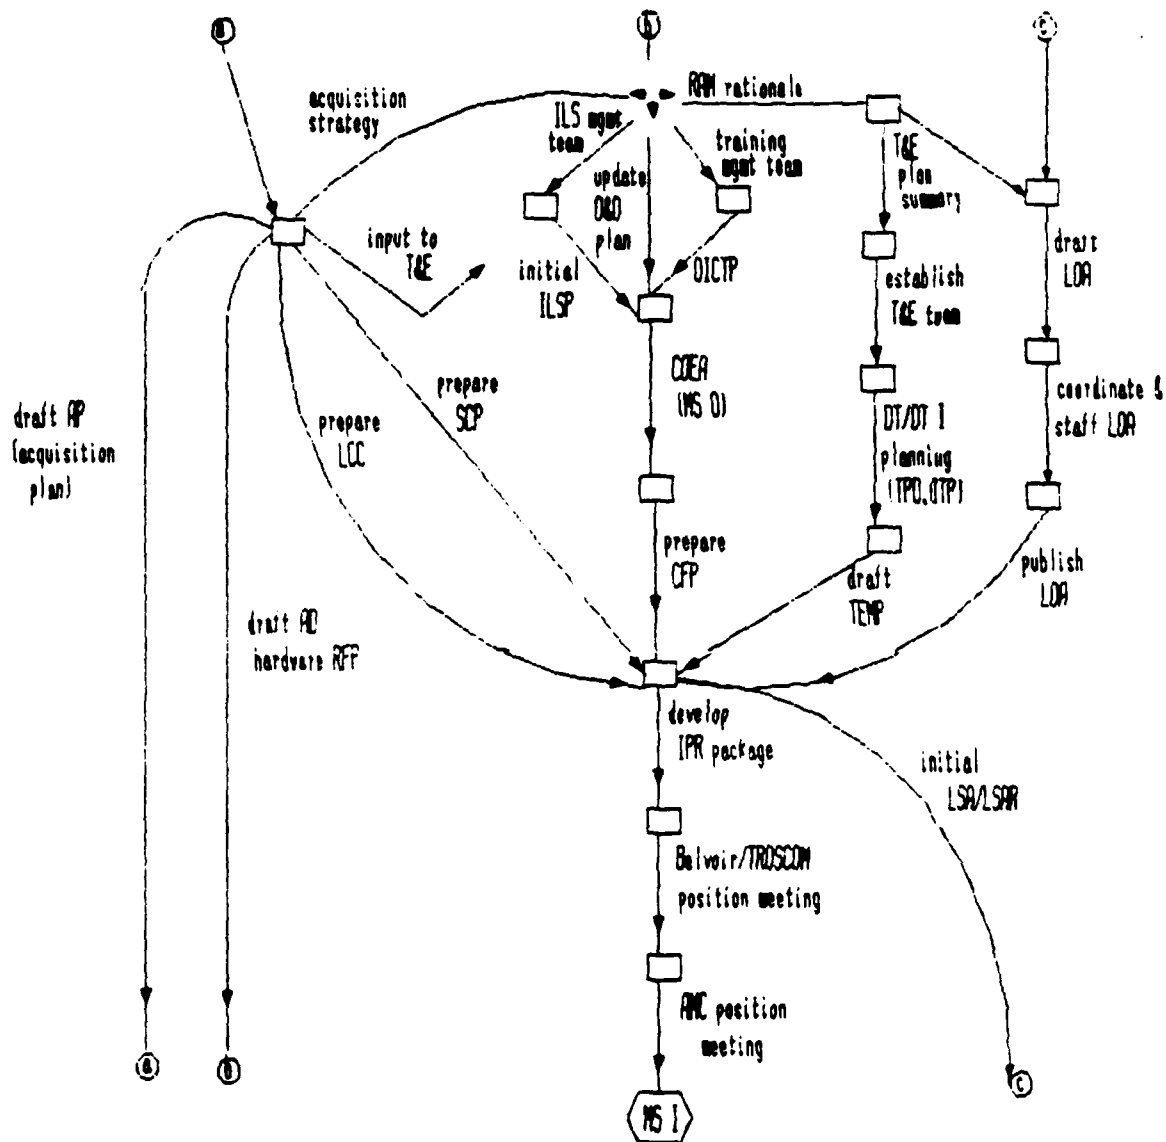 RAM rationale
acquisition
strategy
ILS mgmt
team
training
mgmt team
T&E
plan
summary
update
O&O
plan
input to
T&E
initial
ILSP
OICTP
draft
LOA
establish
T&E team
COEA
(MS 0)
prepare
SCP
coordinate &
staff LOA
draft AP
(acquisition
plan)
prepare
LCC
DT/OT I
planning
(TPO, OTP)
prepare
CFP
publish
LOA
draft
TEMP
draft AD
hardware RFP
develop
IPR package
initial
LSA/LSAR
Belvoir/TROSCOM
position meeting
AMC position
meeting
a
c
MS I